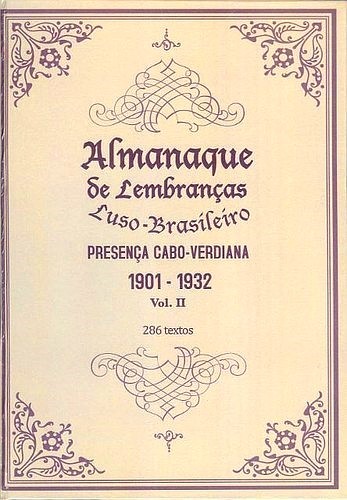 Almanaque
de Lembranças
Luso-Brasileiro
PRESENÇA CABO-VERDIANA
1901 - 1932
Vol. II
286 textos